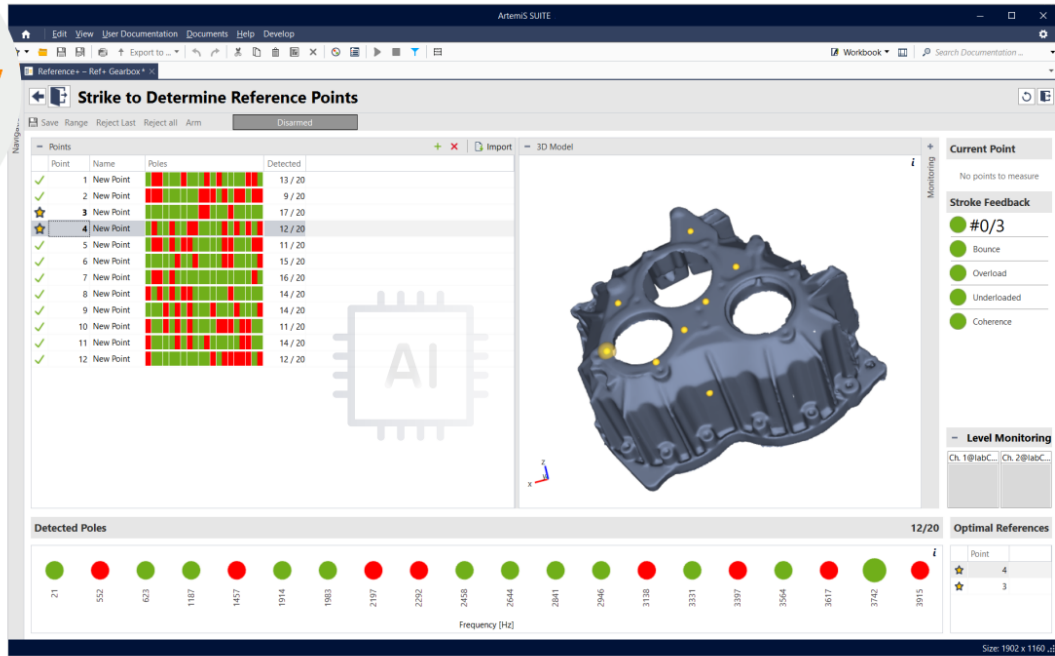 ArtemiS SUITE
Edit View User Documentation Documents Help Develop
Export to ... Workbook Search Documentation ...
Reference+ – Ref+ Gearbox*
Strike to Determine Reference Points
Save Range Reject Last Reject all Arm Disarmed
Points Import
Point Name Poles Detected
1 New Point 13 / 20
2 New Point 9 / 20
3 New Point 17 / 20
4 New Point 12 / 20
5 New Point 11 / 20
6 New Point 15 / 20
7 New Point 16 / 20
8 New Point 14 / 20
9 New Point 14 / 20
10 New Point 11 / 20
11 New Point 14 / 20
12 New Point 12 / 20
AI
3D Model
i
z
x
Monitoring
Current Point
No points to measure
Stroke Feedback
#0/3
Bounce
Overload
Underloaded
Coherence
Level Monitoring
Ch. 1@labC... Ch. 2@labC...
Detected Poles 12/20
i
21 552 623 1187 1457 1914 1983 2197 2292 2458 2644 2841 2946 3138 3331 3397 3564 3617 3742 3915
Frequency [Hz]
Optimal References
Point
4
3
Size: 1902 x 1160